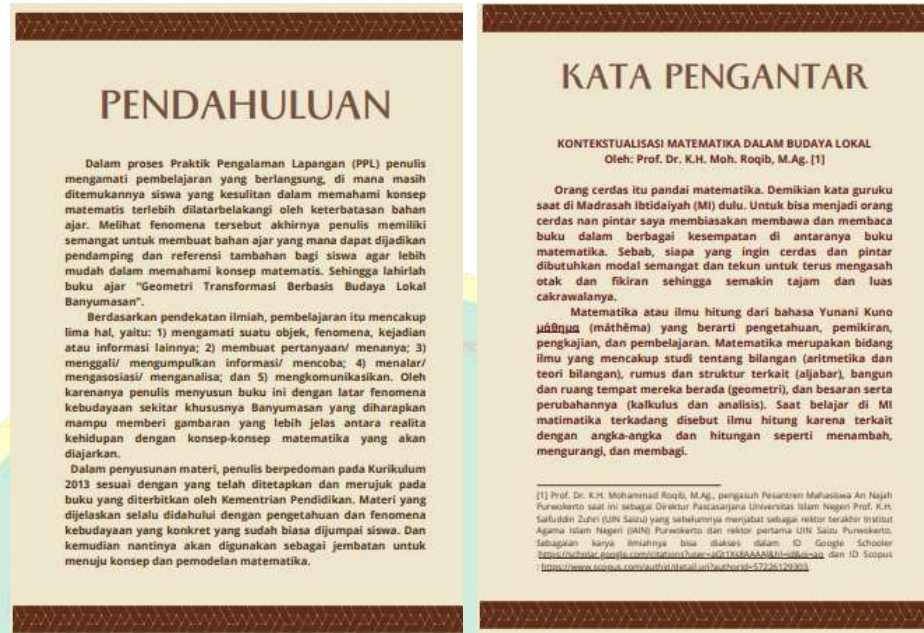 PENDAHULUAN
Dalam proses Praktik Pengalaman Lapangan (PPL) penulis
mengamati pembelajaran yang berlangsung, di mana masih
ditemukannya siswa yang kesulitan dalam memahami konsep
matematis terlebih dilatarbelakangi oleh keterbatasan bahan
ajar. Melihat fenomena tersebut akhirnya penulis memiliki
semangat untuk membuat bahan ajar yang mana dapat dijadikan
pendamping dan referensi tambahan bagi siswa agar lebih
mudah dalam memahami konsep matematis. Sehingga lahirlah
buku ajar "Geometri Transformasi Berbasis Budaya Lokal
Banyumasan".
Berdasarkan pendekatan ilmiah, pembelajaran itu mencakup
lima hal, yaitu: 1) mengamati suatu objek, fenomena, kejadian
atau informasi lainnya; 2) membuat pertanyaan/ menanya; 3)
menggali/ mengumpulkan informasi/ mencoba; 4) menalar/
mengasosiasi/ menganalisa; dan 5) mengkomunikasikan. Oleh
karenanya penulis menyusun buku ini dengan latar fenomena
kebudayaan sekitar khususnya Banyumasan yang diharapkan
mampu memberi gambaran yang lebih jelas antara realita
kehidupan dengan konsep-konsep matematika yang akan
diajarkan.
Dalam penyusunan materi, penulis berpedoman pada Kurikulum
2013 sesuai dengan yang telah ditetapkan dan merujuk pada
buku yang diterbitkan oleh Kementrian Pendidikan. Materi yang
dijelaskan selalu didahului dengan pengetahuan dan fenomena
kebudayaan yang konkret yang sudah biasa dijumpai siswa. Dan
kemudian nantinya akan digunakan sebagai jembatan untuk
menuju konsep dan pemodelan matematika.
KATA PENGANTAR
KONTEKSTUALISASI MATEMATIKA DALAM BUDAYA LOKAL
Oleh: Prof. Dr. K.H. Moh. Roqib, M.Ag. [1]
Orang cerdas itu pandai matematika. Demikian kata guruku
saat di Madrasah Ibtidaiyah (MI) dulu. Untuk bisa menjadi orang
cerdas nan pintar saya membiasakan membawa dan membaca
buku dalam berbagai kesempatan di antaranya buku
matematika. Sebab, siapa yang ingin cerdas dan pintar
dibutuhkan modal semangat dan tekun untuk terus mengasah
otak dan fikiran sehingga semakin tajam dan luas
cakrawalanya.
Matematika atau ilmu hitung dari bahasa Yunani Kuno
μάθημα (máthēma) yang berarti pengetahuan, pemikiran,
pengkajian, dan pembelajaran. Matematika merupakan bidang
ilmu yang mencakup studi tentang bilangan (aritmetika dan
teori bilangan), rumus dan struktur terkait (aljabar), bangun
dan ruang tempat mereka berada (geometri), dan besaran serta
perubahannya (kalkulus dan analisis). Saat belajar di MI
matimatika terkadang disebut ilmu hitung karena terkait
dengan angka-angka dan hitungan seperti menambah,
mengurangi, dan membagi.
[1] Prof. Dr. K.H. Mohammad Roqib, M.Ag., pengasuh Pesantren Mahasiswa An Najah
Purwokerto saat ini sebagai Direktur Pascasarjana Universitas Islam Negeri Prof. K.H.
Saifuddin Zuhri (UIN Saizu) yang sebelumnya menjabat sebagai rektor terakhir Institut
Agama Islam Negeri (IAIN) Purwokerto dan rektor pertama UIN Saizu Purwokerto.
Sebagaian karya ilmiahnya bisa diakses dalam ID Google Schooler
dan ID Scopus
: https://www.scopus.com/authid/detail.uri?authorid=57226129303.